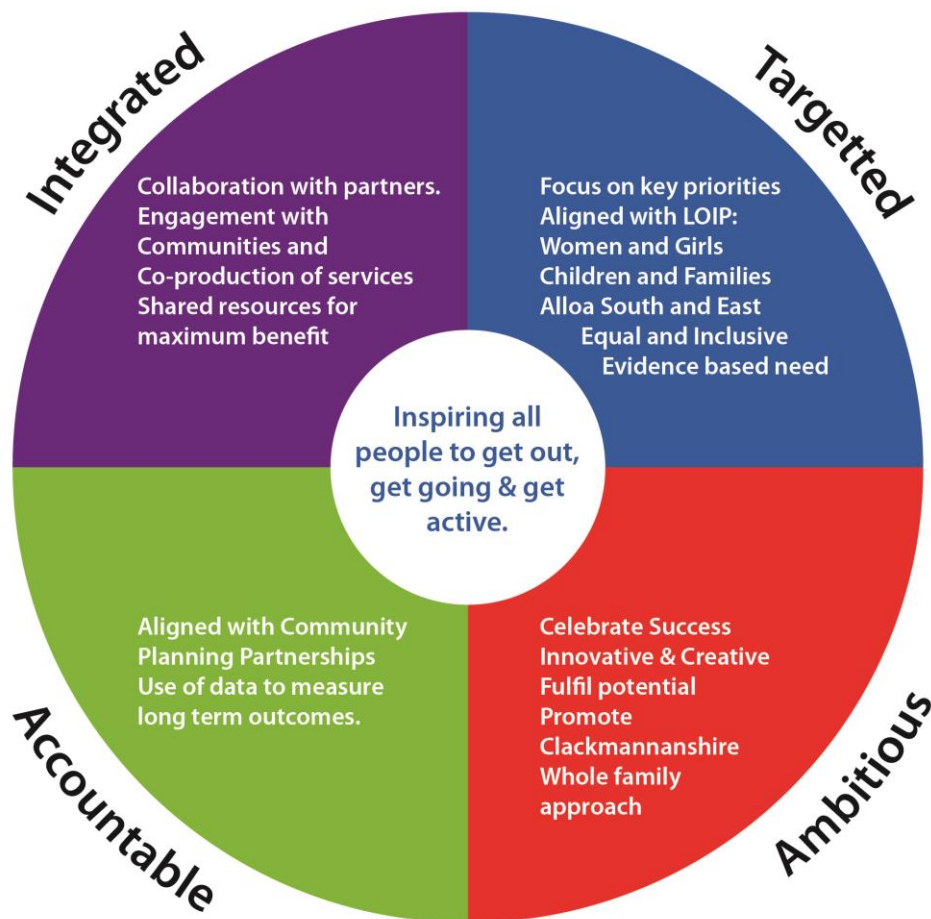 Integrated
Collaboration with partners.
Engagement with
Communities and
Co-production of services
Shared resources for
maximum benefit
Targetted
Focus on key priorities
Aligned with LOIP:
Women and Girls
Children and Families
Alloa South and East
Equal and Inclusive
Evidence based need
Inspiring all
people to get out,
get going & get
active.
Accountable
Aligned with Community
Planning Partnerships
Use of data to measure
long term outcomes.
Ambitious
Celebrate Success
Innovative & Creative
Fulfil potential
Promote
Clackmannanshire
Whole family
approach